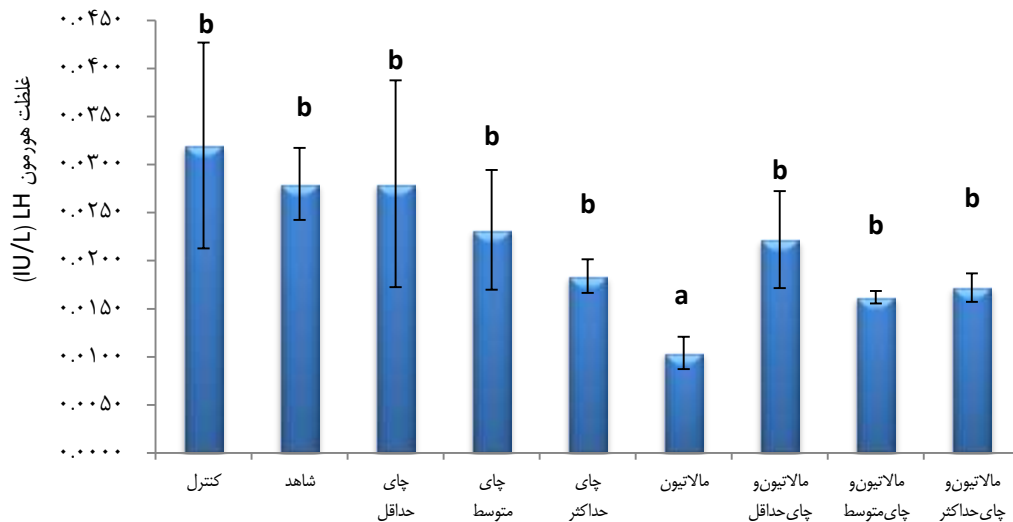 غلظت هورمون LH (IU/L)
۰.۰۴۵۰
۰.۰۴۰۰
۰.۰۳۵۰
۰.۰۳۰۰
۰.۰۲۵۰
۰.۰۲۰۰
۰.۰۱۵۰
۰.۰۱۰۰
۰.۰۰۵۰
۰.۰۰۰۰
b
b
b
b
b
a
b
b
b
کنترل
شاهد
چای
حداقل
چای
متوسط
چای
حداکثر
مالاتیون
مالاتیون‌و
چای‌حداقل
مالاتیون‌و
چای‌متوسط
مالاتیون‌و
چای‌حداکثر